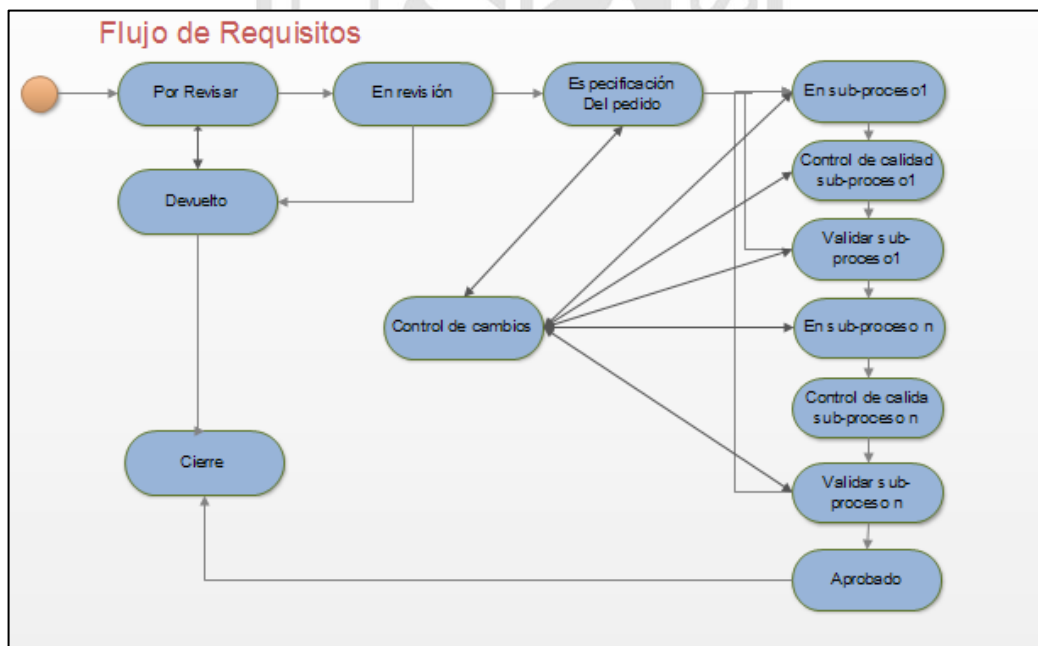 Flujo de Requisitos
Por Revisar
En revisión
Especificación
Del pedido
En sub-proceso1
Control de calidad
sub-proceso1
Devuelto
Validar sub-
proceso1
Control de cambios
En sub-proceso n
Control de calida
sub-proceso n
Cierre
Validar sub-
proceso n
Aprobado